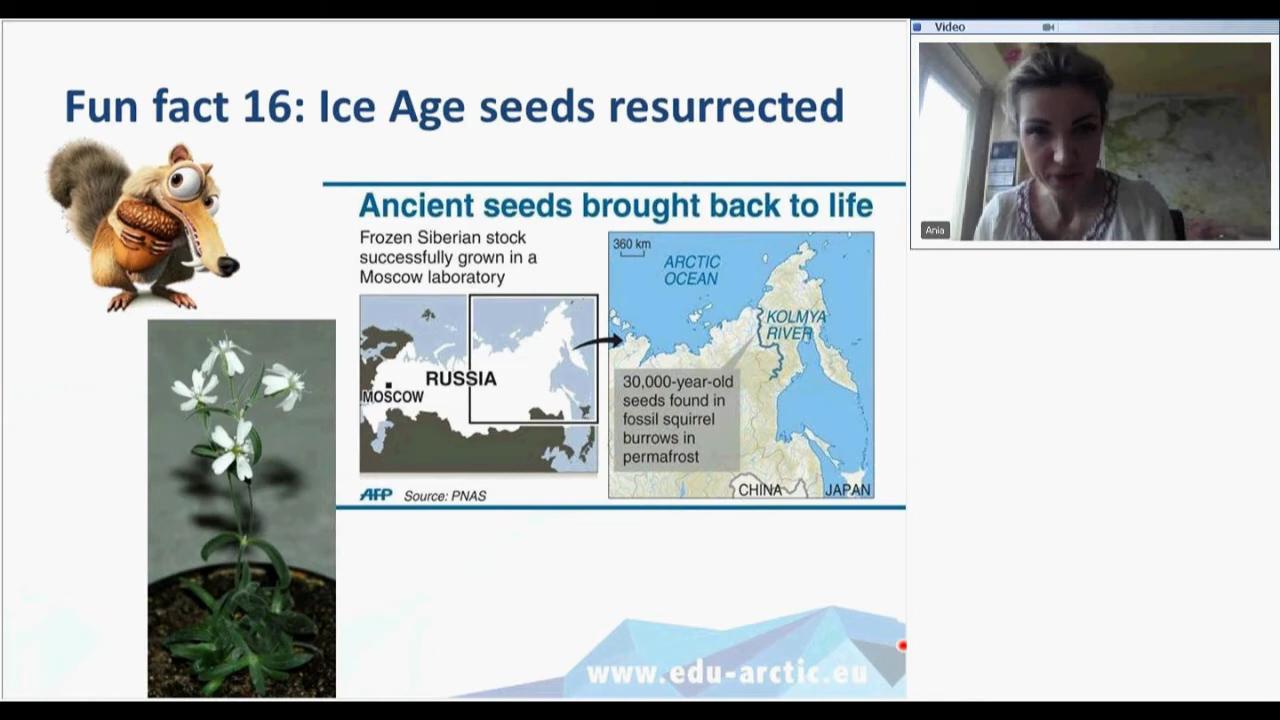 Fun fact 16: Ice Age seeds resurrected
Ancient seeds brought back to life
Frozen Siberian stock
successfully grown in a
Moscow laboratory
RUSSIA
MOSCOW
360 km
ARCTIC
OCEAN
KOLMYA
RIVER
30,000-year-old
seeds found in
fossil squirrel
burrows in
permafrost
CHINA
JAPAN
AFP Source: PNAS
www.edu-arctic.eu
Video
Ania